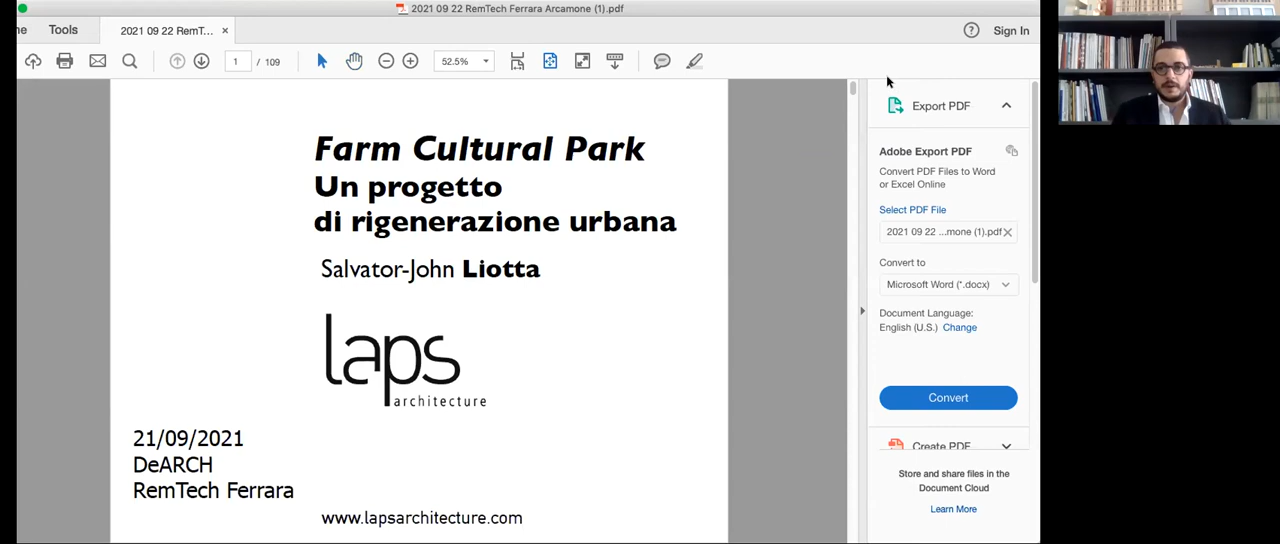 2021 09 22 RemTech Ferrara Arcamone (1).pdf
ne
Tools
2021 09 22 RemT... ×
Sign In
1 / 109
52.5%
Farm Cultural Park
Un progetto
di rigenerazione urbana
Salvator-John Liotta
laps
architecture
21/09/2021
DeARCH
RemTech Ferrara
www.lapsarchitecture.com
Export PDF
Adobe Export PDF
Convert PDF Files to Word
or Excel Online
Select PDF File
2021 09 22 ...mone (1).pdf
Convert to
Microsoft Word (*.docx)
Document Language:
English (U.S.) Change
Convert
Create PDF
Store and share files in the
Document Cloud
Learn More